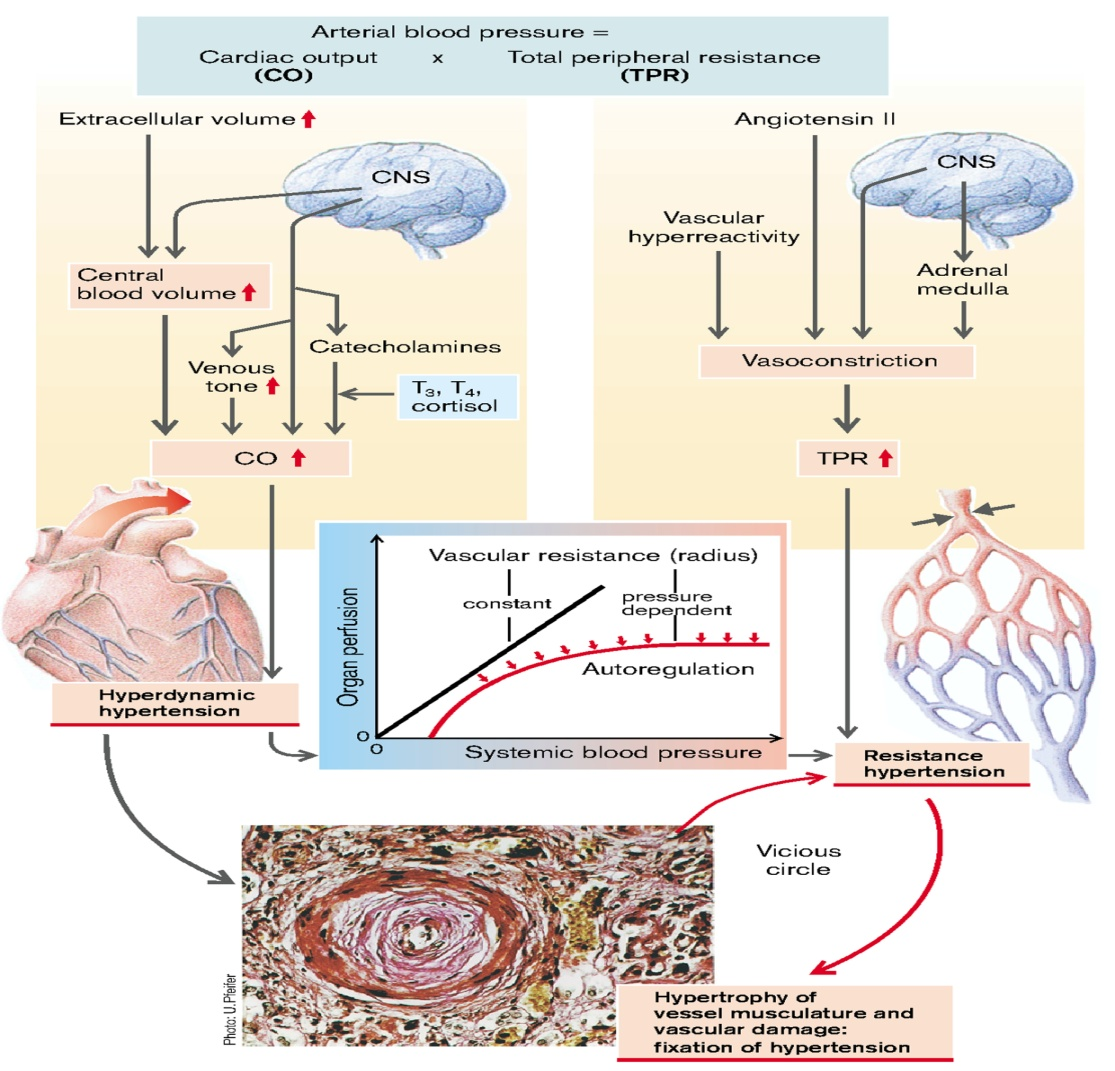 Arterial blood pressure =
Cardiac output x Total peripheral resistance
(CO) (TPR)
Extracellular volume
CNS
Central
blood volume
Venous
tone
Catecholamines
T3, T4,
cortisol
CO
Angiotensin II
CNS
Vascular
hyperreactivity
Adrenal
medulla
Vasoconstriction
TPR
Hyperdynamic
hypertension
Organ perfusion
Vascular resistance (radius)
constant
pressure
dependent
Autoregulation
0
0
Systemic blood pressure
Resistance
hypertension
Vicious
circle
Photo: U.Pfeifer
Hypertrophy of
vessel musculature and
vascular damage:
fixation of hypertension